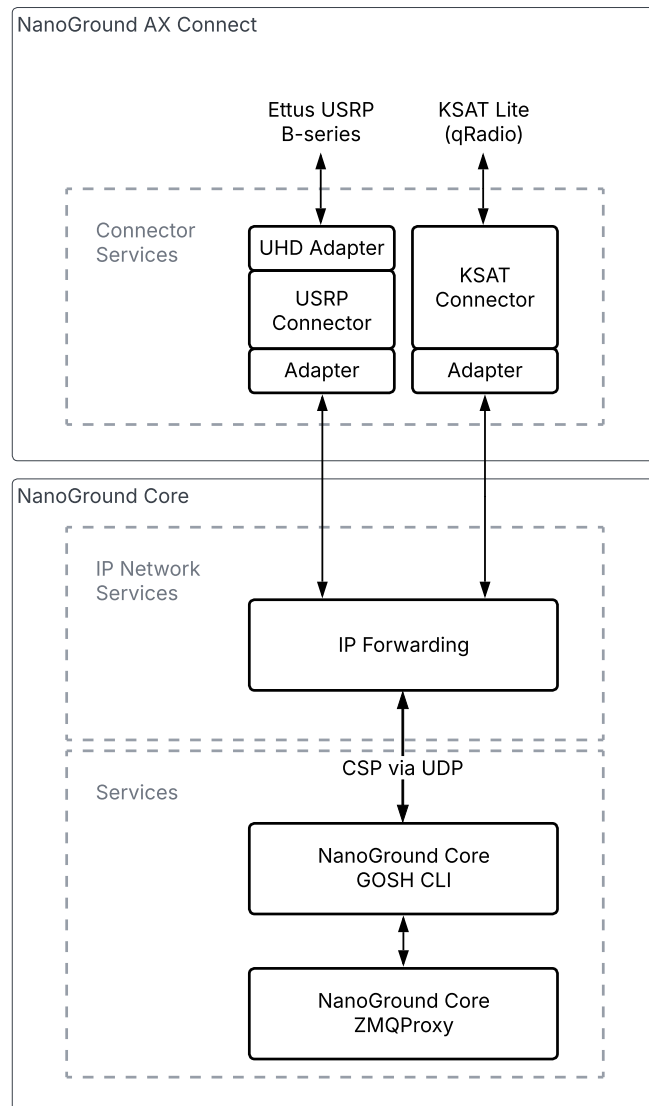 NanoGround AX Connect
Ettus USRP
B-series
KSAT Lite
(qRadio)
Connector
Services
UHD Adapter
USRP
Connector
Adapter
KSAT
Connector
Adapter
NanoGround Core
IP Network
Services
IP Forwarding
CSP via UDP
Services
NanoGround Core
GOSH CLI
NanoGround Core
ZMQProxy